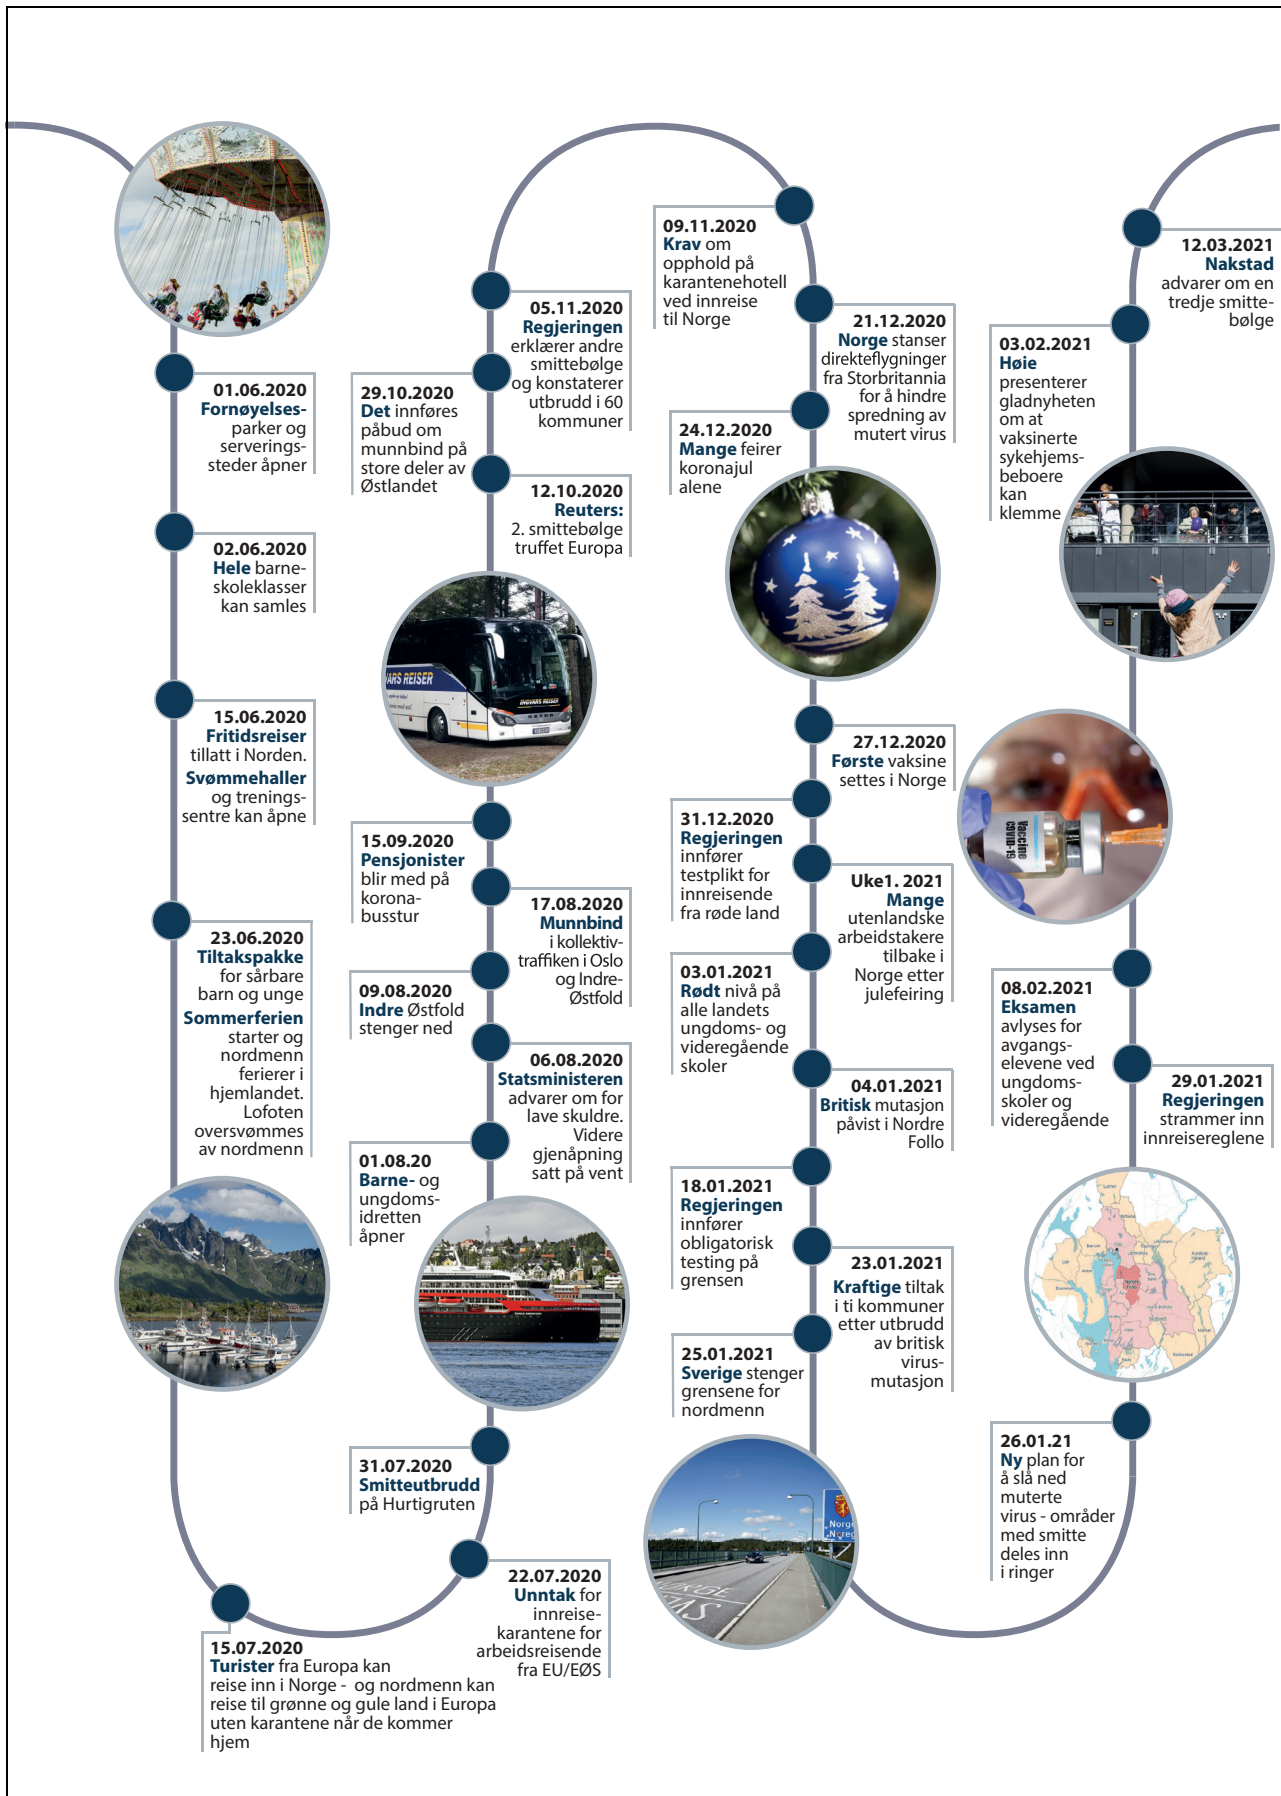 01.06.2020
Fornøyelses-
parker og
serverings-
steder åpner
02.06.2020
Hele barne-
skoleklasser
kan samles
15.06.2020
Fritidsreiser
tillatt i Norden.
Svømmehaller
og trenings-
sentre kan åpne
23.06.2020
Tiltakspakke
for sårbare
barn og unge
Sommerferien
starter og
nordmenn
ferierer i
hjemlandet.
Lofoten
oversvømmes
av nordmenn
15.07.2020
Turister fra Europa kan
reise inn i Norge - og nordmenn kan
reise til grønne og gule land i Europa
uten karantene når de kommer
hjem
22.07.2020
Unntak for
innreise-
karantene for
arbeidsreisende
fra EU/EØS
31.07.2020
Smitteutbrudd
på Hurtigruten
01.08.20
Barne- og
ungdoms-
idretten
åpner
06.08.2020
Statsministeren
advarer om for
lave skuldre.
Videre
gjenåpning
satt på vent
09.08.2020
Indre Østfold
stenger ned
17.08.2020
Munnbind
i kollektiv-
traffiken i Oslo
og Indre-
Østfold
15.09.2020
Pensjonister
blir med på
korona-
busstur
VARS REISER
INGVARS REISER
SETRA
12.10.2020
Reuters:
2. smittebølge
truffet Europa
29.10.2020
Det innføres
påbud om
munnbind på
store deler av
Østlandet
05.11.2020
Regjeringen
erklærer andre
smittebølge
og konstaterer
utbrudd i 60
kommuner
09.11.2020
Krav om
opphold på
karantenehotell
ved innreise
til Norge
21.12.2020
Norge stanser
direkteflygninger
fra Storbritannia
for å hindre
spredning av
mutert virus
24.12.2020
Mange feirer
koronajul
alene
27.12.2020
Første vaksine
settes i Norge
31.12.2020
Regjeringen
innfører
testplikt for
innreisende
fra røde land
Uke1. 2021
Mange
utenlandske
arbeidstakere
tilbake i
Norge etter
julefeiring
03.01.2021
Rødt nivå på
alle landets
ungdoms- og
videregående
skoler
04.01.2021
Britisk mutasjon
påvist i Nordre
Follo
18.01.2021
Regjeringen
innfører
obligatorisk
testing på
grensen
23.01.2021
Kraftige tiltak
i ti kommuner
etter utbrudd
av britisk
virus-
mutasjon
25.01.2021
Sverige stenger
grensene for
nordmenn
Norge
Noreg
NORGE
26.01.21
Ny plan for
å slå ned
muterte
virus - områder
med smitte
deles inn
i ringer
Nordre
Follo
29.01.2021
Regjeringen
strammer inn
innreisereglene
08.02.2021
Eksamen
avlyses for
avgangs-
elevene ved
ungdoms-
skoler og
videregående
Vaccine
COVID-19
03.02.2021
Høie
presenterer
gladnyheten
om at
vaksinerte
sykehjems-
beboere
kan
klemme
12.03.2021
Nakstad
advarer om en
tredje smitte-
bølge